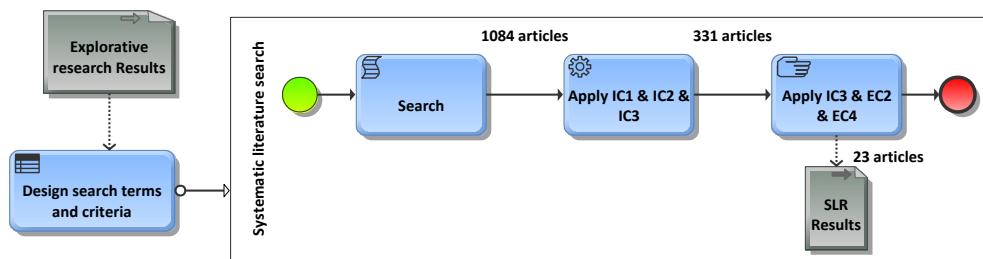 Explorative
research Results
Design search terms
and criteria
Systematic literature search
1084 articles
331 articles
Search
Apply IC1 & IC2 &
IC3
Apply IC3 & EC2
& EC4
23 articles
SLR
Results